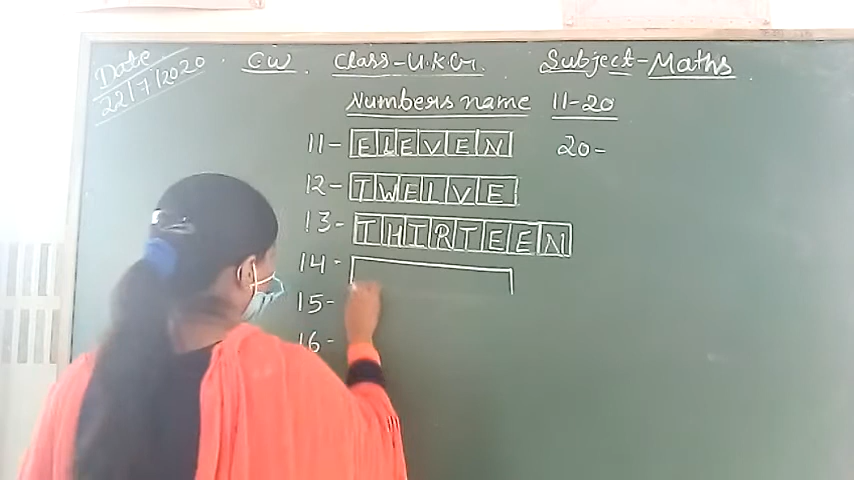 Date
22/7/2020
CW Class-U.K.G. Subject-Maths
Numbers name 11-20
11- ELEVEN
20-
12- TWELVE
13- THIRTEEN
14-
15-
16-